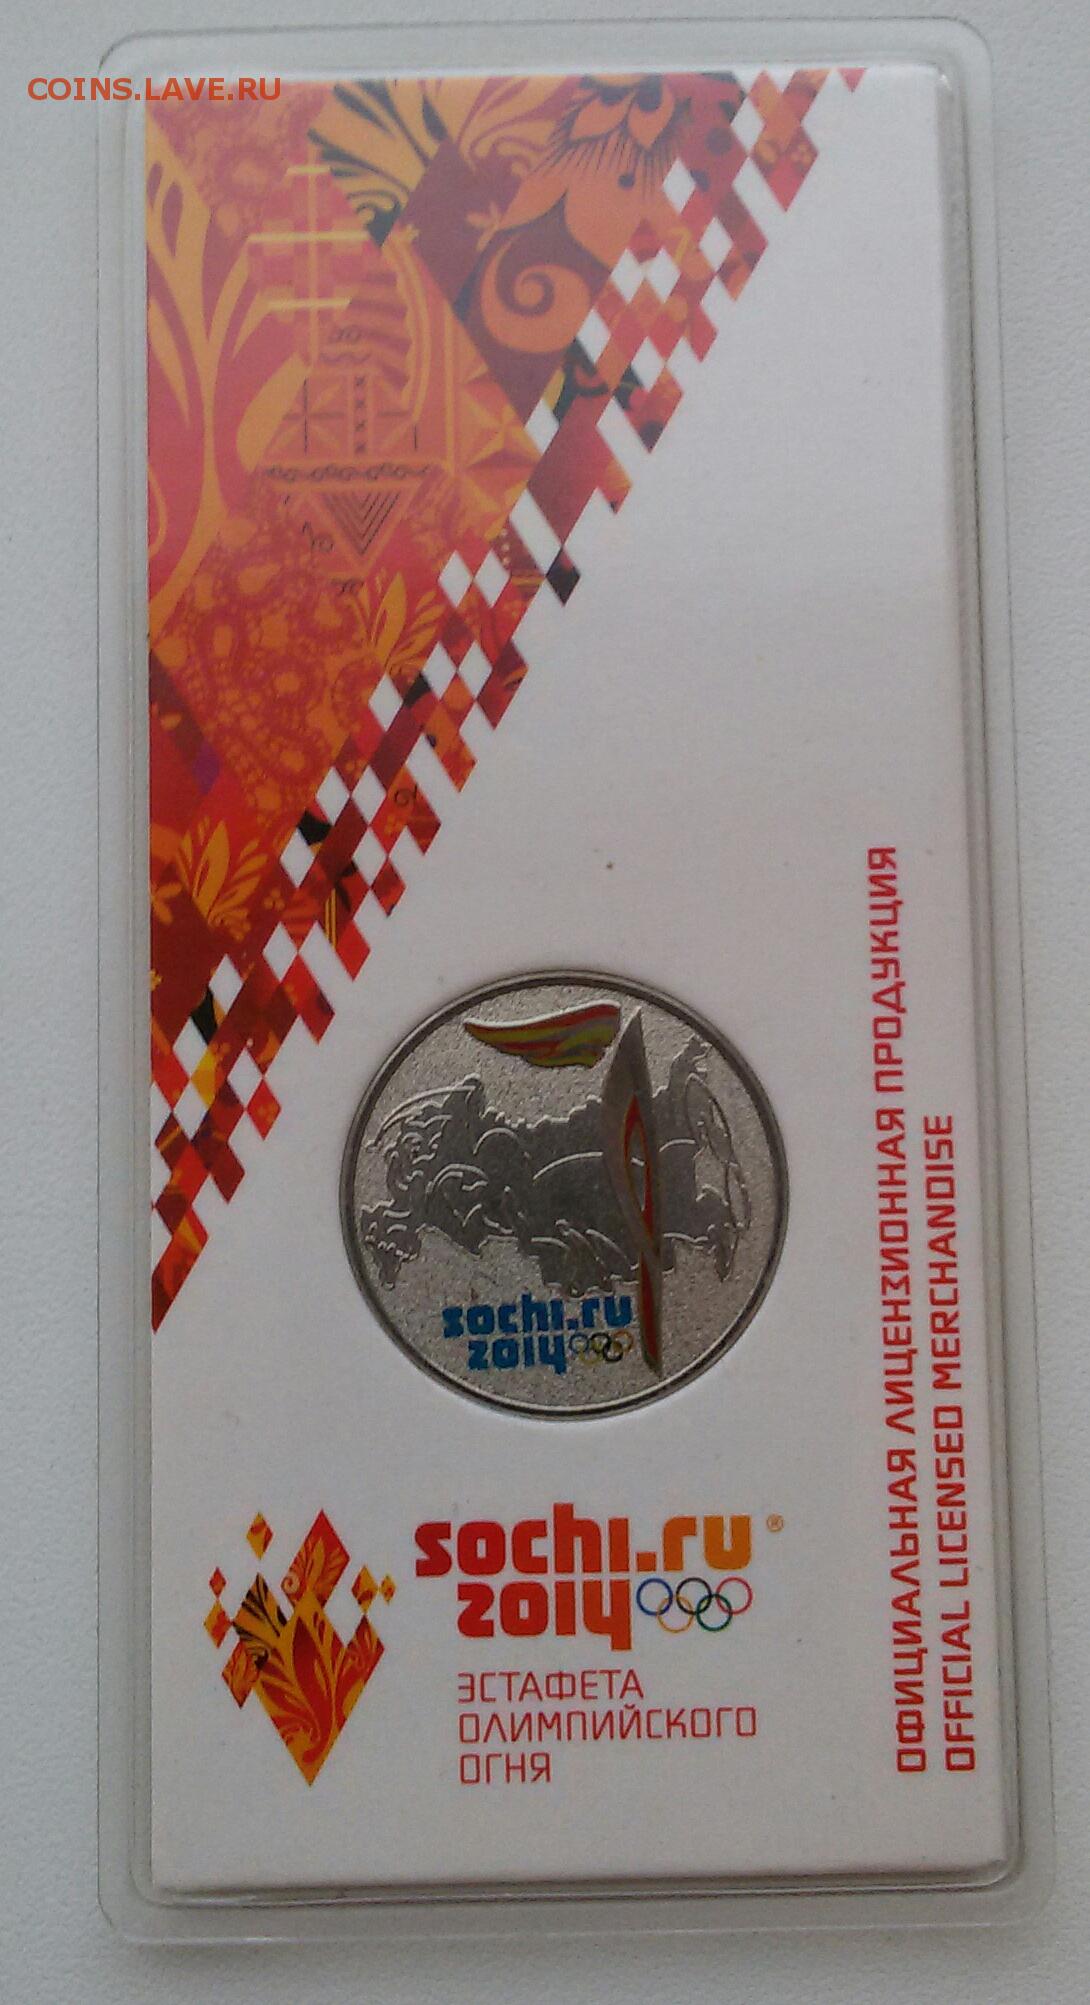 COINS.LAVE.RU
sochi.ru
2014
sochi.ru®
2014
ЭСТАФЕТА
ОЛИМПИЙСКОГО
ОГНЯ
ОФИЦИАЛЬНАЯ ЛИЦЕНЗИОННАЯ ПРОДУКЦИЯ
OFFICIAL LICENSED MERCHANDISE